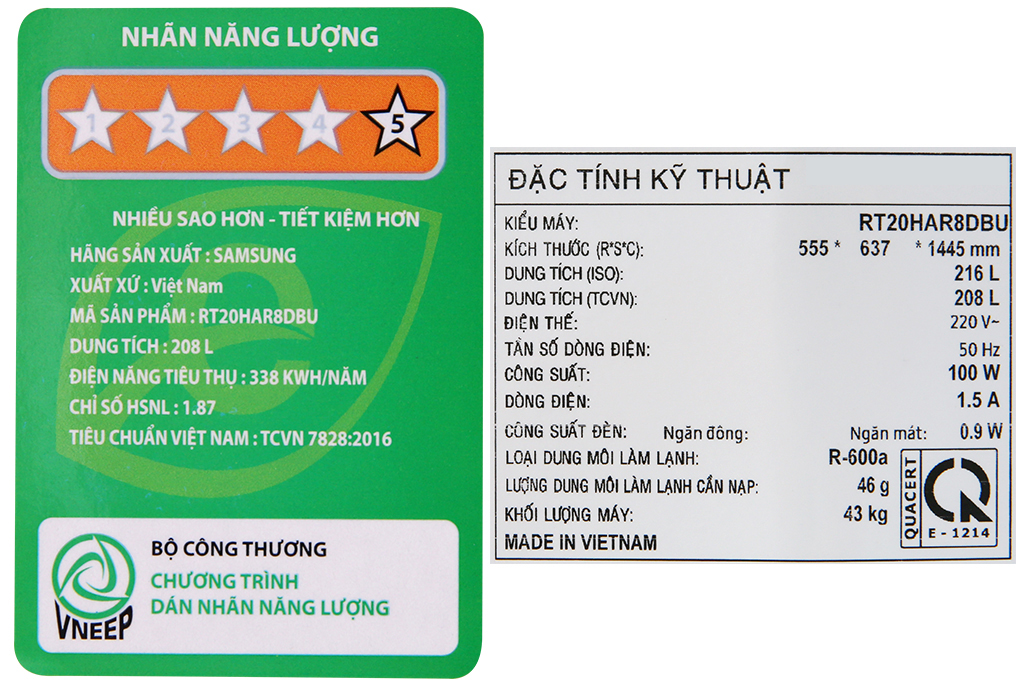 NHÃN NĂNG LƯỢNG
1 2 3 4 5
NHIỀU SAO HƠN - TIẾT KIỆM HƠN
HÃNG SẢN XUẤT : SAMSUNG
XUẤT XỨ : Việt Nam
MÃ SẢN PHẨM : RT20HAR8DBU
DUNG TÍCH : 208 L
ĐIỆN NĂNG TIÊU THỤ : 338 KWH/NĂM
CHỈ SỐ HSNL : 1.87
TIÊU CHUẨN VIỆT NAM : TCVN 7828:2016
BỘ CÔNG THƯƠNG
CHƯƠNG TRÌNH
DÁN NHÃN NĂNG LƯỢNG
VNEEP
ĐẶC TÍNH KỸ THUẬT
KIỂU MÁY: RT20HAR8DBU
KÍCH THƯỚC (R*S*C): 555 * 637 * 1445 mm
DUNG TÍCH (ISO): 216 L
DUNG TÍCH (TCVN): 208 L
ĐIỆN THẾ: 220 V~
TẦN SỐ DÒNG ĐIỆN: 50 Hz
CÔNG SUẤT: 100 W
DÒNG ĐIỆN: 1.5 A
CÔNG SUẤT ĐÈN: Ngăn đông: Ngăn mát: 0.9 W
LOẠI DUNG MÔI LÀM LẠNH: R-600a
LƯỢNG DUNG MÔI LÀM LẠNH CẦN NẠP: 46 g
KHỐI LƯỢNG MÁY: 43 kg
MADE IN VIETNAM
QUACERT
E - 1214